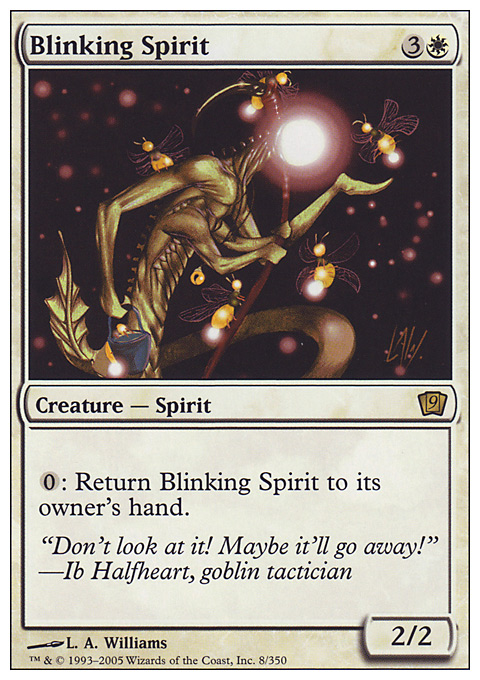 Blinking Spirit 3
Creature — Spirit 9
0: Return Blinking Spirit to its
owner's hand.
“Don't look at it! Maybe it'll go away!”
—Ib Halfheart, goblin tactician
L. A. Williams
2/2
™ & © 1993–2005 Wizards of the Coast, Inc. 8/350